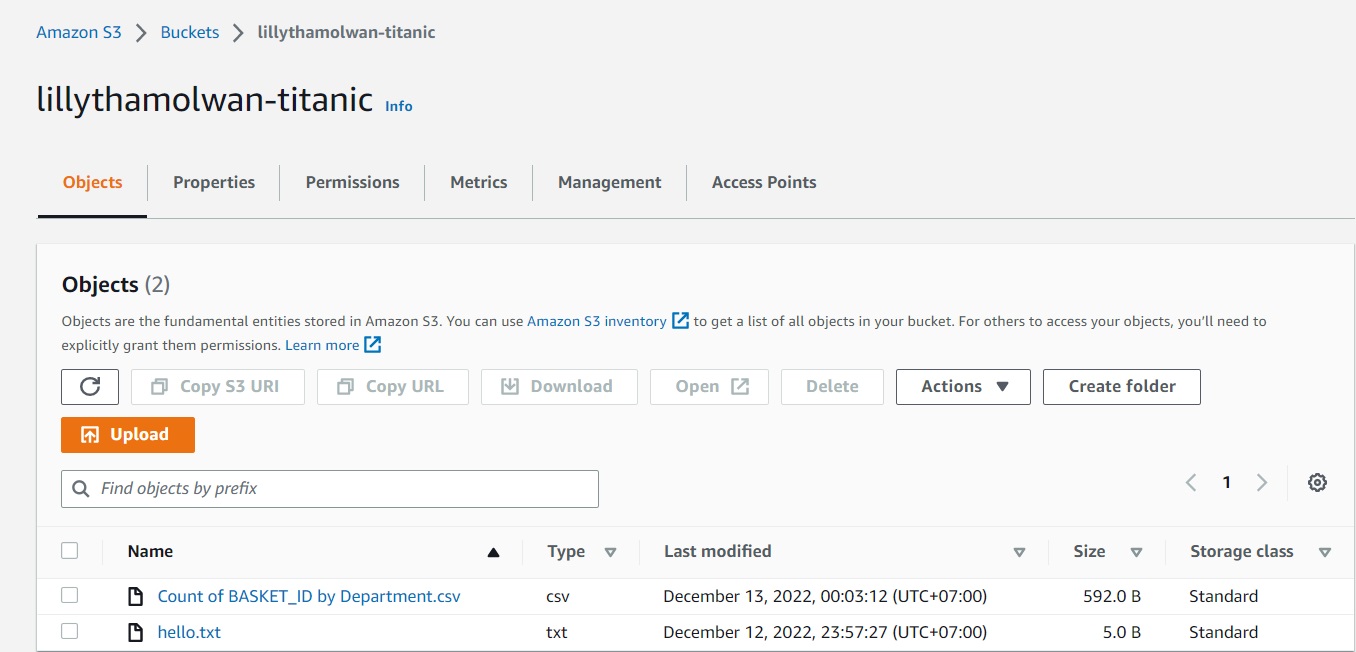 Amazon S3 Buckets lillythamolwan-titanic
lillythamolwan-titanic Info
Objects Properties Permissions Metrics Management Access Points
Objects (2)
Objects are the fundamental entities stored in Amazon S3. You can use Amazon S3 inventory to get a list of all objects in your bucket. For others to access your objects, you'll need to
explicitly grant them permissions. Learn more
Copy S3 URI Copy URL Download Open Delete Actions Create folder
Upload
Find objects by prefix 1
Name Type Last modified Size Storage class
Count of BASKET_ID by Department.csv csv December 13, 2022, 00:03:12 (UTC+07:00) 592.0 B Standard
hello.txt txt December 12, 2022, 23:57:27 (UTC+07:00) 5.0 B Standard